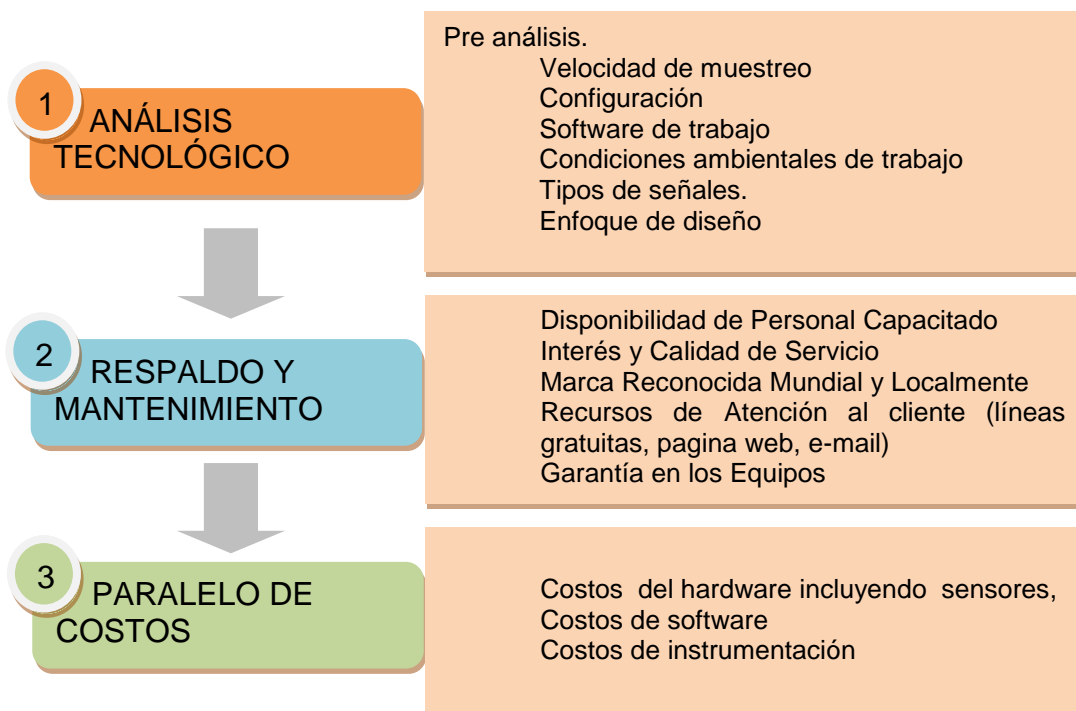 1
ANÁLISIS
TECNOLÓGICO
Pre análisis.
Velocidad de muestreo
Configuración
Software de trabajo
Condiciones ambientales de trabajo
Tipos de señales.
Enfoque de diseño
2
RESPALDO Y
MANTENIMIENTO
Disponibilidad de Personal Capacitado
Interés y Calidad de Servicio
Marca Reconocida Mundial y Localmente
Recursos de Atención al cliente (líneas
gratuitas, pagina web, e-mail)
Garantía en los Equipos
3
PARALELO DE
COSTOS
Costos del hardware incluyendo sensores,
Costos de software
Costos de instrumentación